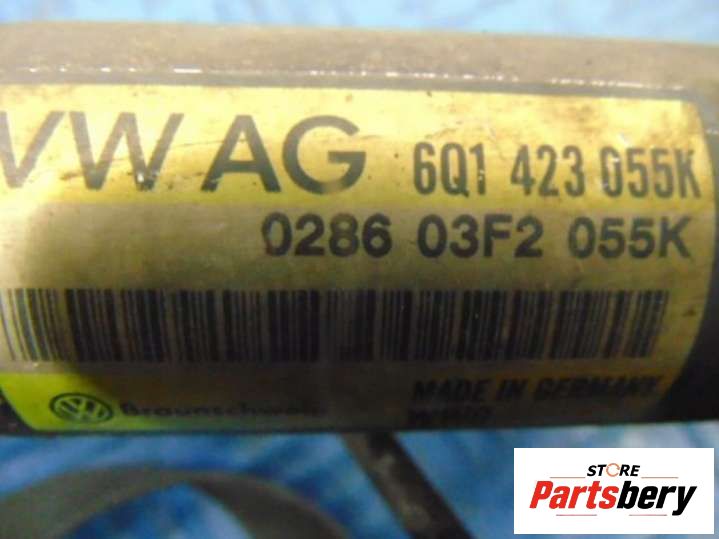 VW AG 6Q1 423 055K
0286 03F2 055K
Braunschweig
MADE IN GERMANY
STORE
Partsbery